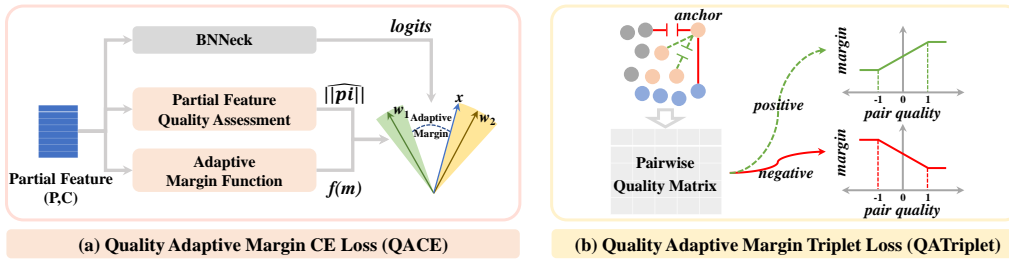 BNNeck
logits
Partial Feature
Quality Assessment
||p̂i||
Adaptive
Margin Function
f(m)
Partial Feature
(P,C)
w1
x
w2
Adaptive
Margin
(a) Quality Adaptive Margin CE Loss (QACE)
anchor
Pairwise
Quality Matrix
positive
negative
margin
-1 0 1
pair quality
margin
-1 0 1
pair quality
(b) Quality Adaptive Margin Triplet Loss (QATriplet)